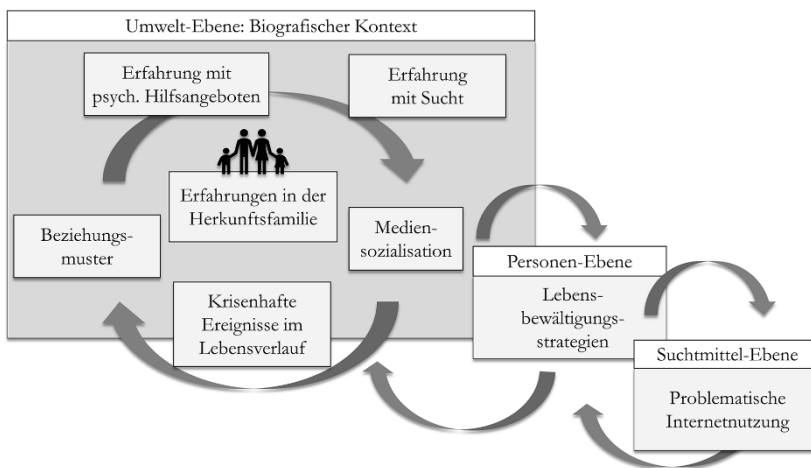 Umwelt-Ebene: Biografischer Kontext
Erfahrung mit
psych. Hilfsangeboten
Erfahrung
mit Sucht
Erfahrungen in der
Herkunftsfamilie
Beziehungs-
muster
Medien-
sozialisation
Krisenhafte
Ereignisse im
Lebensverlauf
Personen-Ebene
Lebens-
bewältigungs-
strategien
Suchtmittel-Ebene
Problematische
Internetnutzung